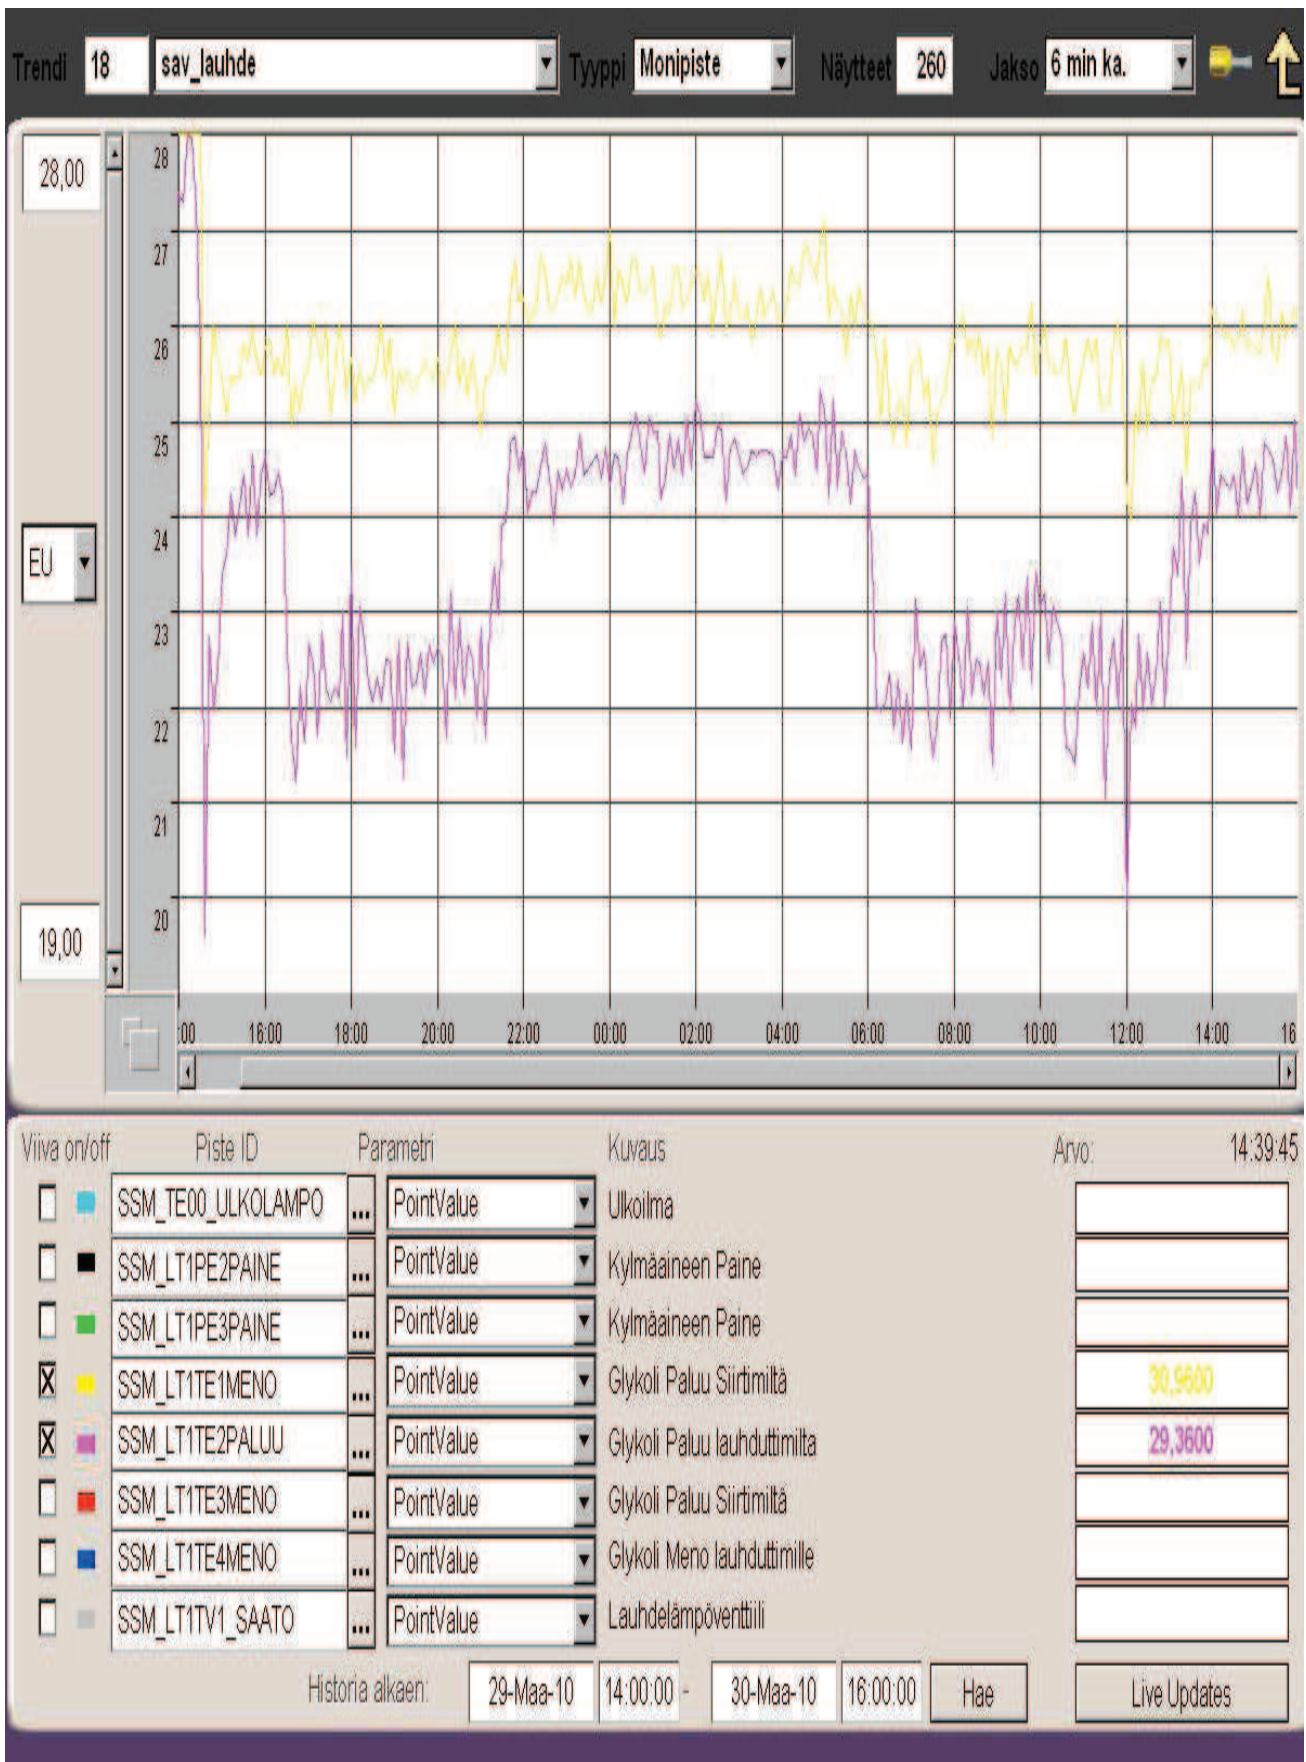 Trendi 18 sav_lauhde Tyyppi Monipiste Näytteet 260 Jakso 6 min ka.
28,00
28
27
26
25
24
23
22
21
20
EU
19,00
:00 16:00 18:00 20:00 22:00 00:00 02:00 04:00 06:00 08:00 10:00 12:00 14:00 16
Viiva on/off Piste ID Parametri Kuvaus Arvo: 14:39:45
SSM_TE00_ULKOLAMPO ... PointValue Ulkoilma
SSM_LT1PE2PAINE ... PointValue Kylmäaineen Paine
SSM_LT1PE3PAINE ... PointValue Kylmäaineen Paine
SSM_LT1TE1MENO ... PointValue Glykoli Paluu Siirtimiltä 30,9600
SSM_LT1TE2PALUU ... PointValue Glykoli Paluu lauhduttimilta 29,3600
SSM_LT1TE3MENO ... PointValue Glykoli Paluu Siirtimiltä
SSM_LT1TE4MENO ... PointValue Glykoli Meno lauhduttimille
SSM_LT1TV1_SAATO ... PointValue Lauhdelämpöventtiili
Historia alkaen: 29-Maa-10 14:00:00 - 30-Maa-10 16:00:00 Hae Live Updates